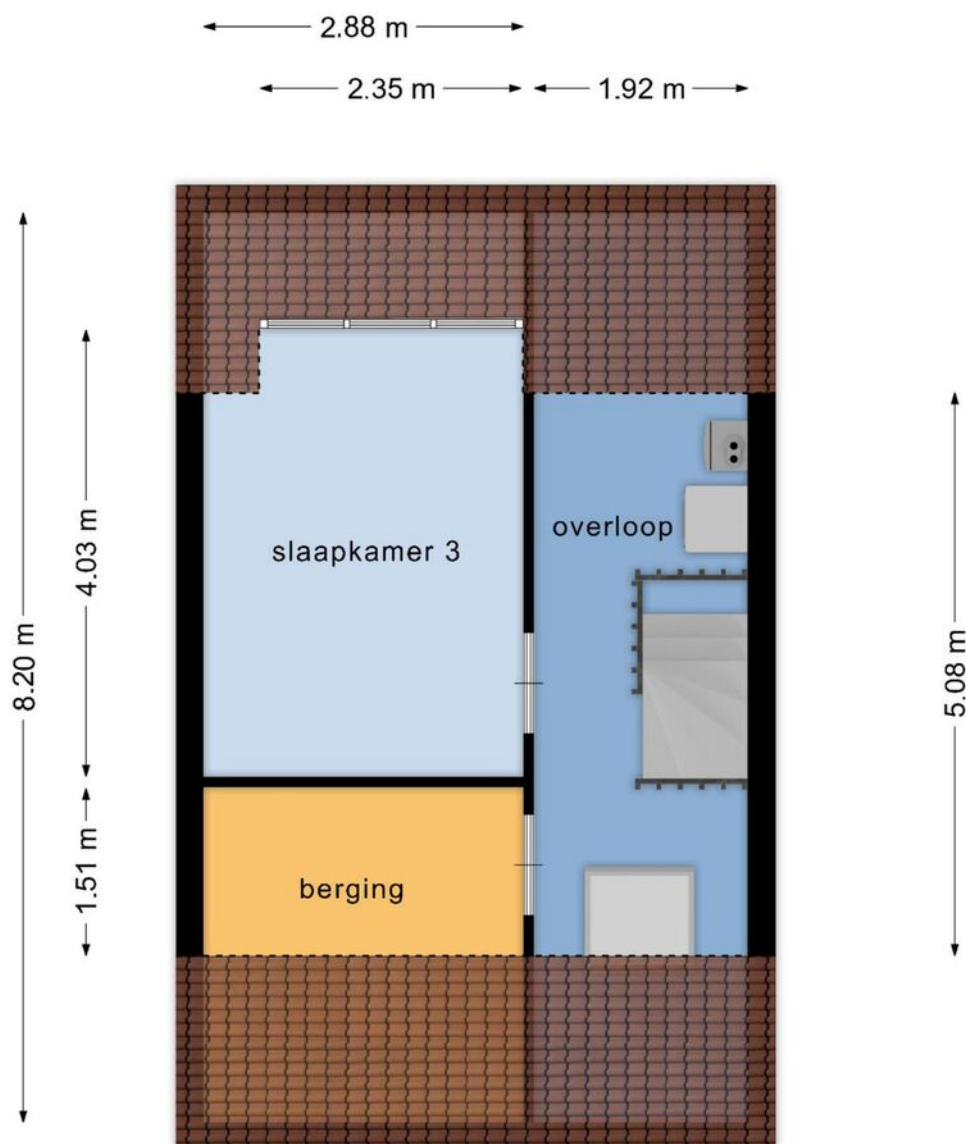 2.88 m
2.35 m
1.92 m
8.20 m
4.03 m
1.51 m
5.08 m
slaapkamer 3
overloop
berging